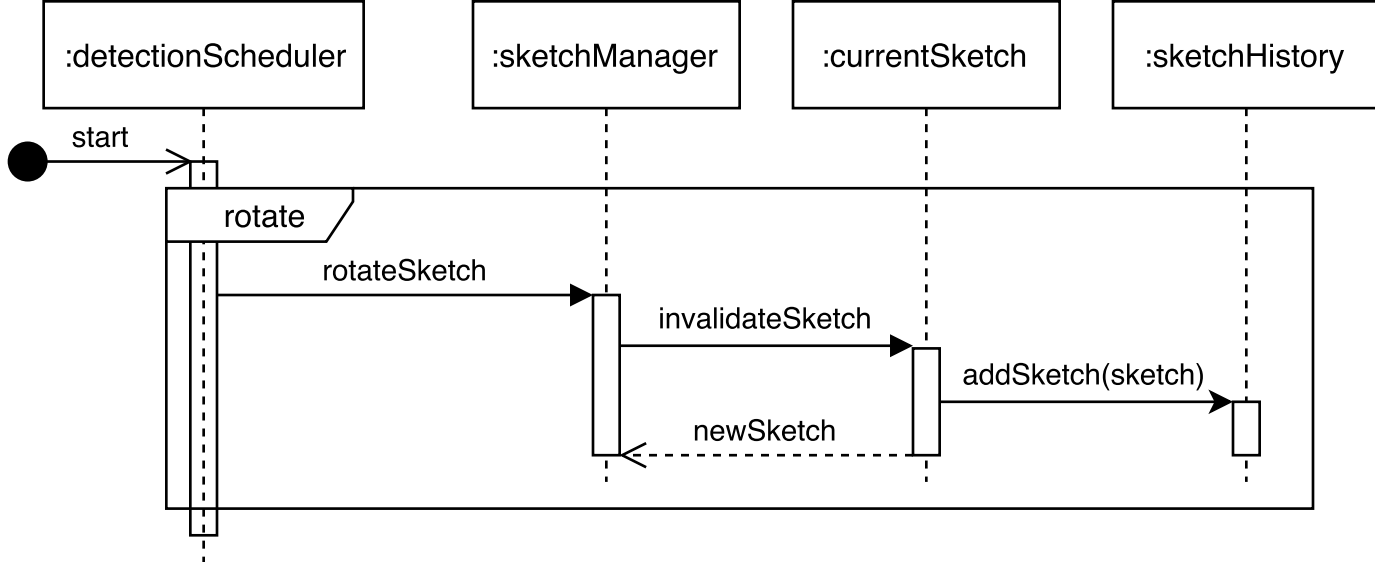 :detectionScheduler
:sketchManager
:currentSketch
:sketchHistory
start
rotate
rotateSketch
invalidateSketch
addSketch(sketch)
newSketch